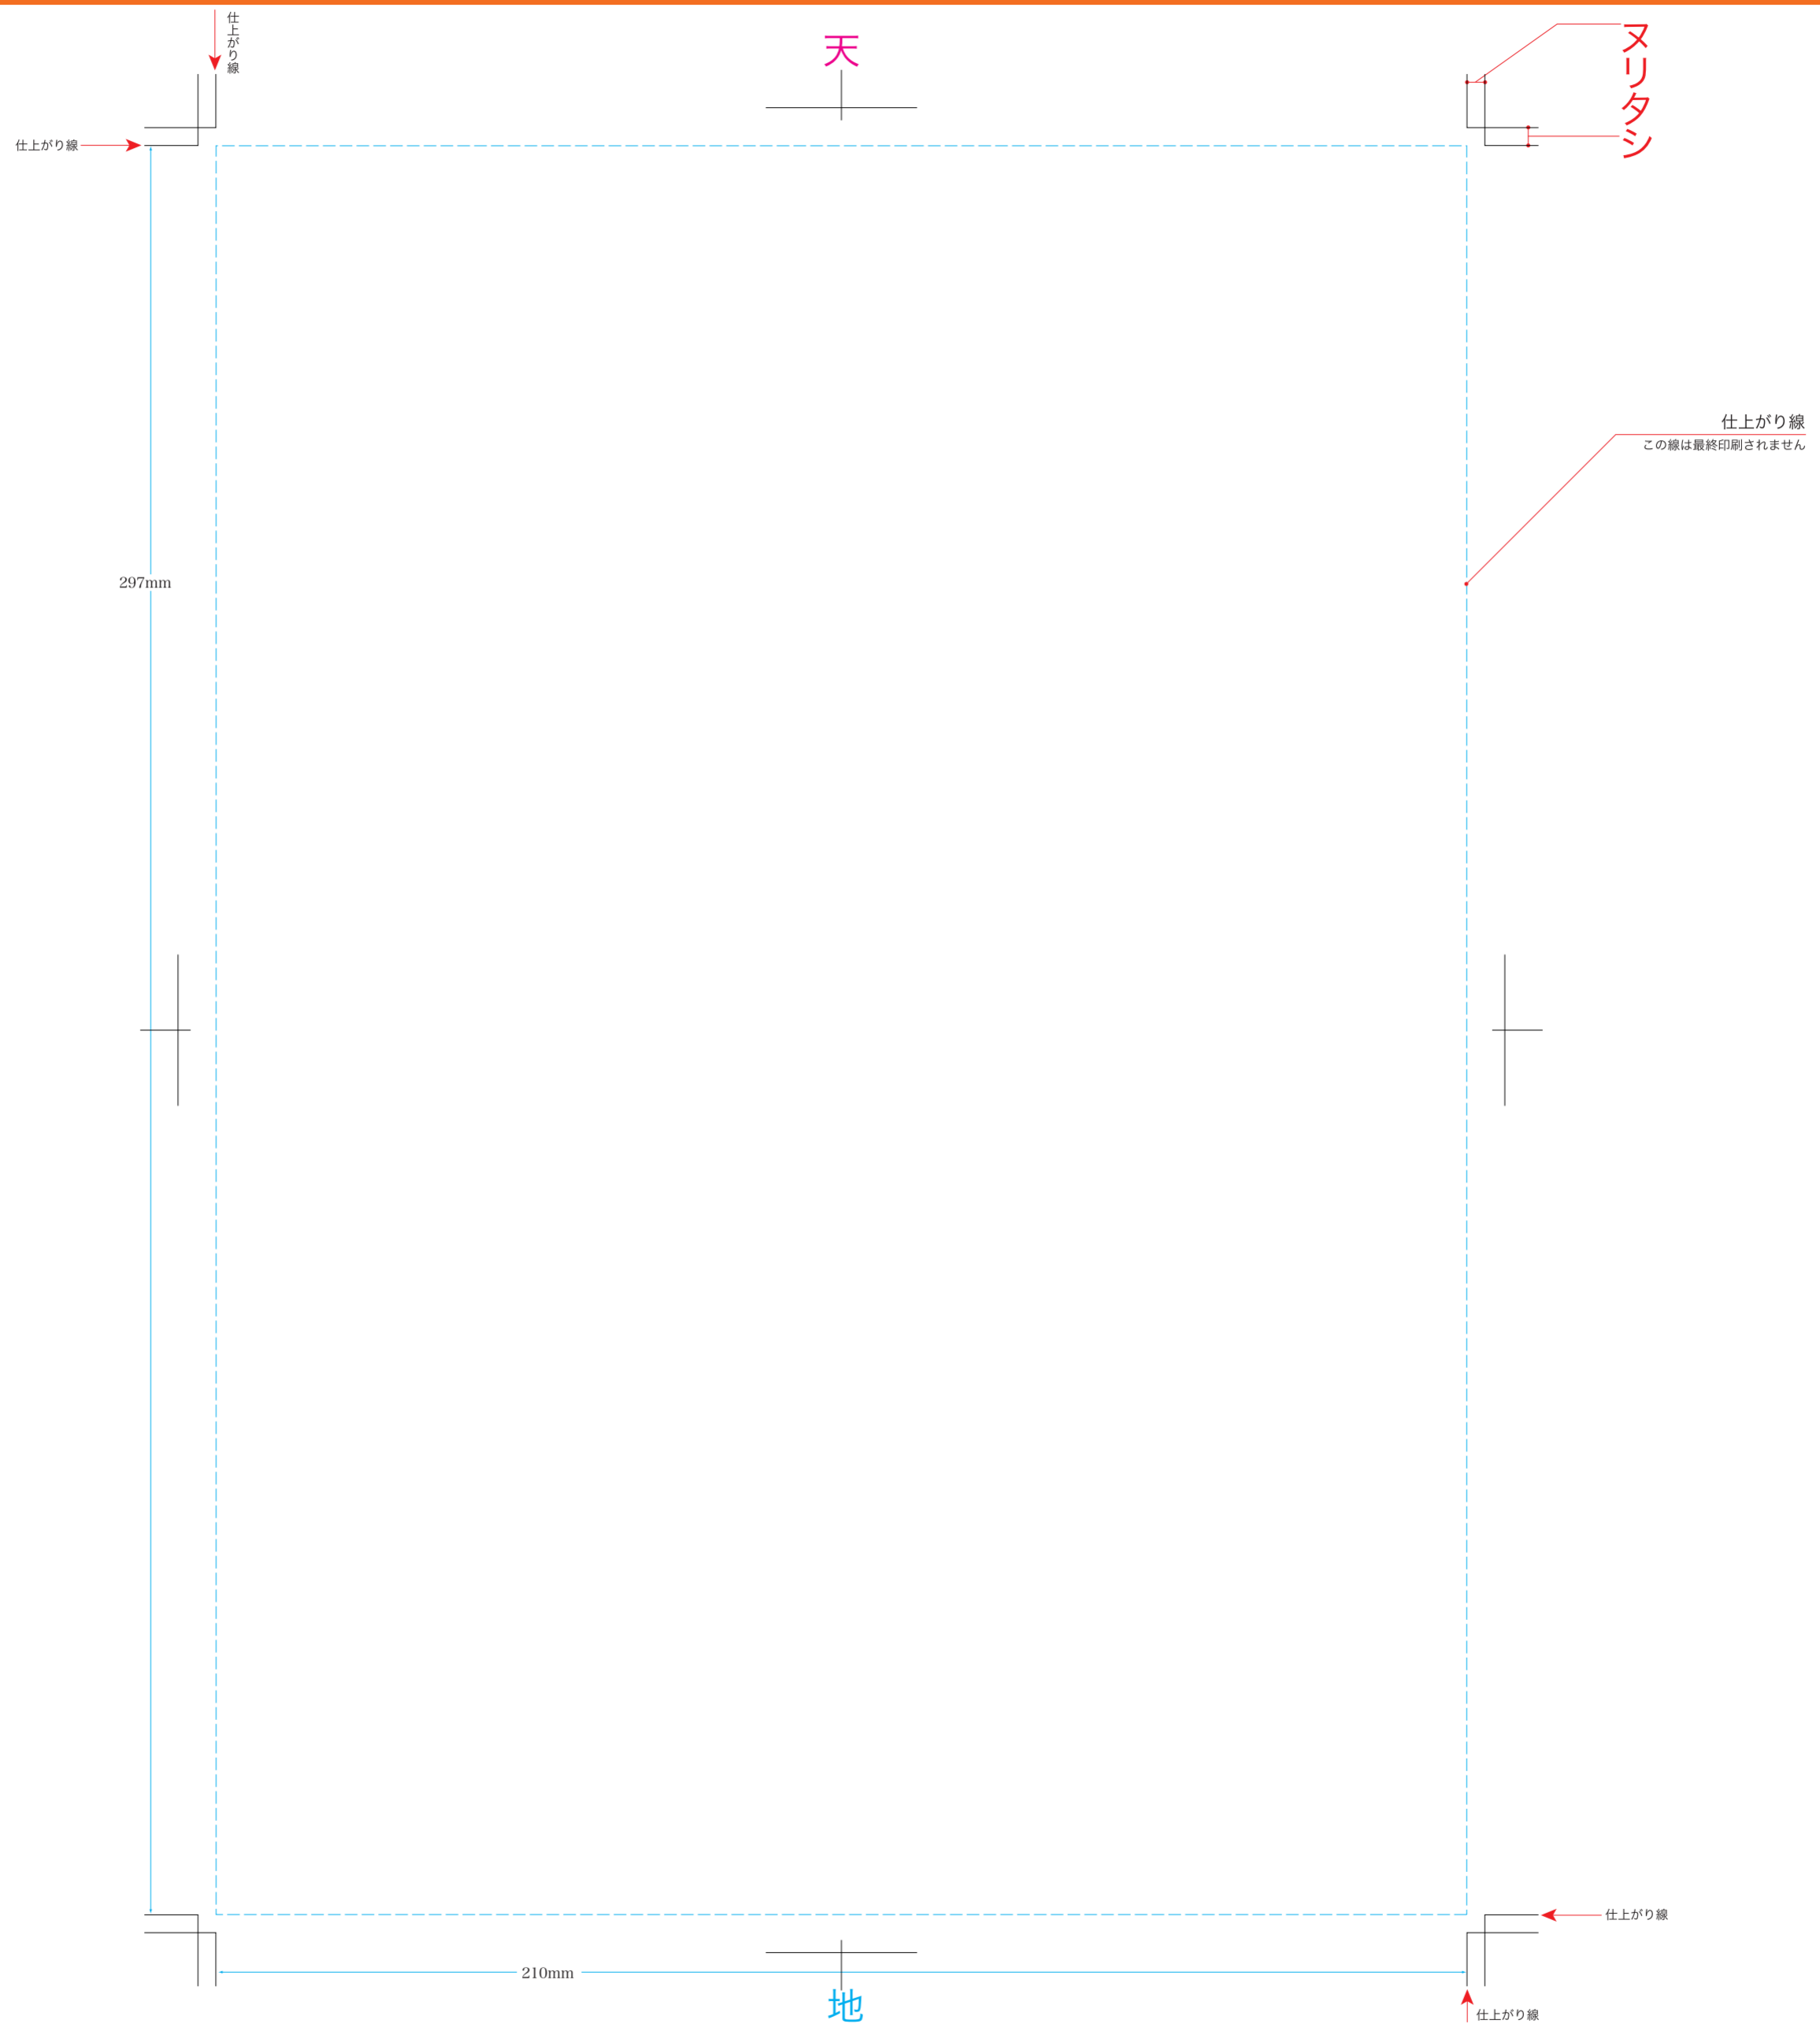 仕上がり線
天
ヌリタシ
仕上がり線
仕上がり線
この線は最終印刷されません
297mm
仕上がり線
210mm
地
仕上がり線